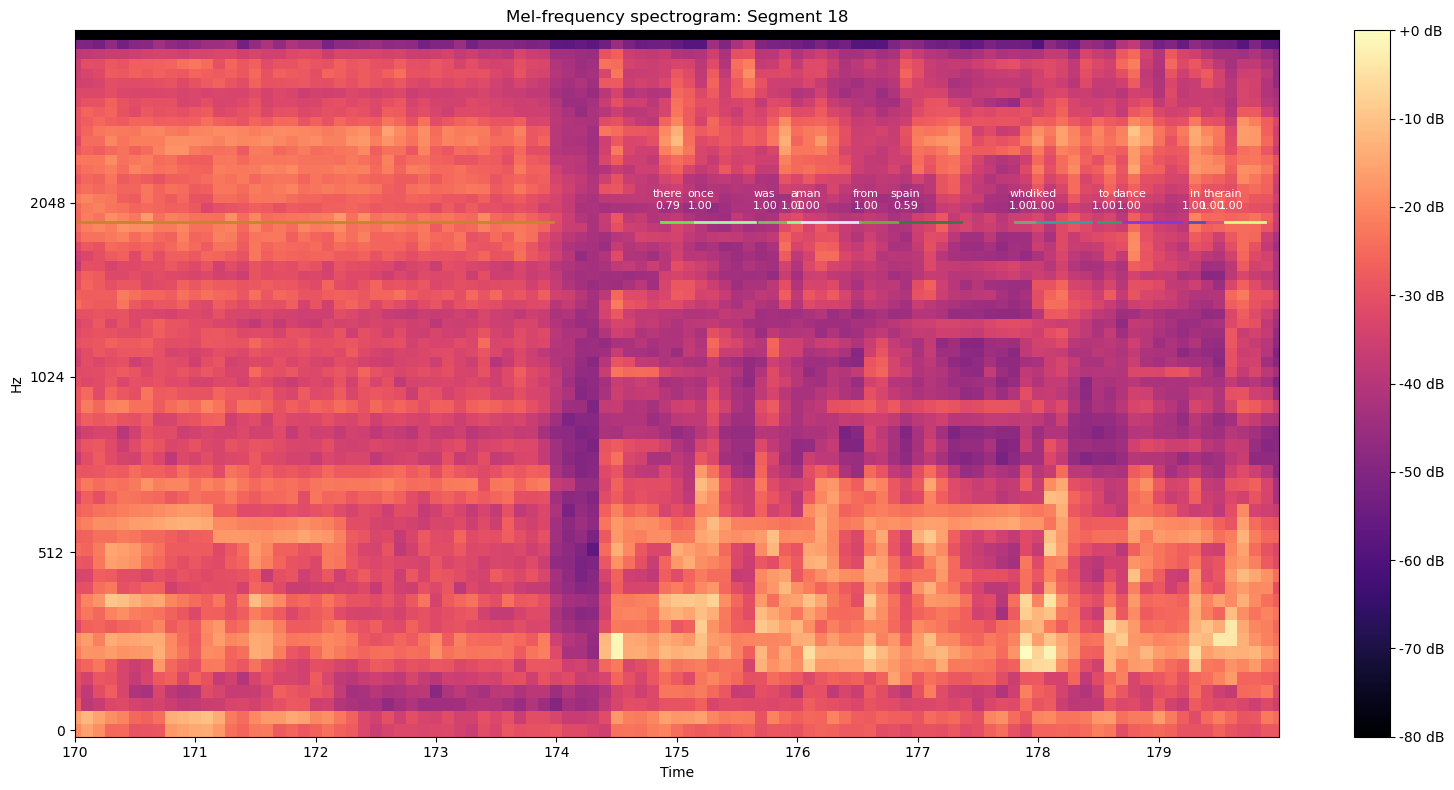 Mel-frequency spectrogram: Segment 18
+0 dB
-10 dB
-20 dB
-30 dB
-40 dB
-50 dB
-60 dB
-70 dB
-80 dB
Hz
2048
1024
512
0
there once was a man from spain who liked to dance in the rain
0.79 1.00 1.00 1.00 1.00 1.00 0.59 1.00 1.00 1.00 1.00 1.00 1.00 1.00
170 171 172 173 174 175 176 177 178 179
Time